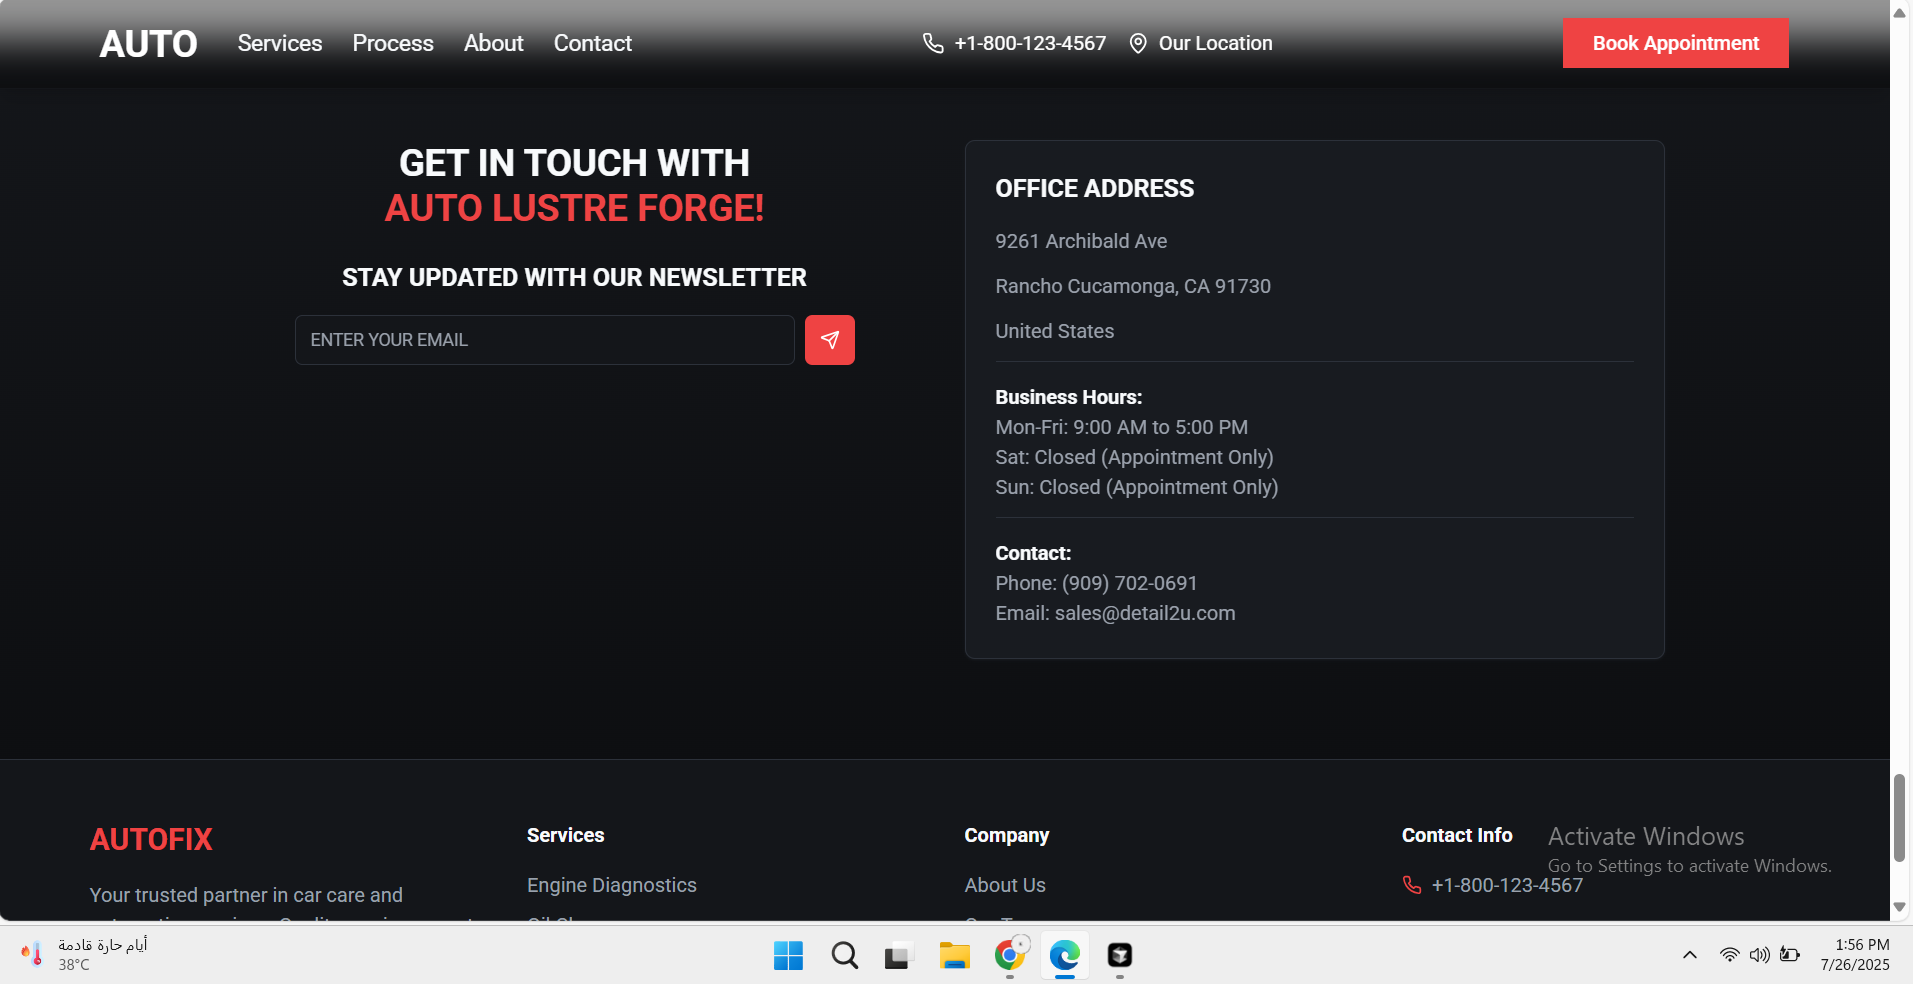 AUTO
Services
Process
About
Contact
+1-800-123-4567
Our Location
Book Appointment
GET IN TOUCH WITH
AUTO LUSTRE FORGE!
STAY UPDATED WITH OUR NEWSLETTER
ENTER YOUR EMAIL
OFFICE ADDRESS
9261 Archibald Ave
Rancho Cucamonga, CA 91730
United States
Business Hours:
Mon-Fri: 9:00 AM to 5:00 PM
Sat: Closed (Appointment Only)
Sun: Closed (Appointment Only)
Contact:
Phone: (909) 702-0691
Email: sales@detail2u.com
AUTOFIX
Your trusted partner in car care and
Services
Engine Diagnostics
Company
About Us
Contact Info
+1-800-123-4567
Activate Windows
Go to Settings to activate Windows.
أيام حارة قادمة
38°C
1:56 PM
7/26/2025